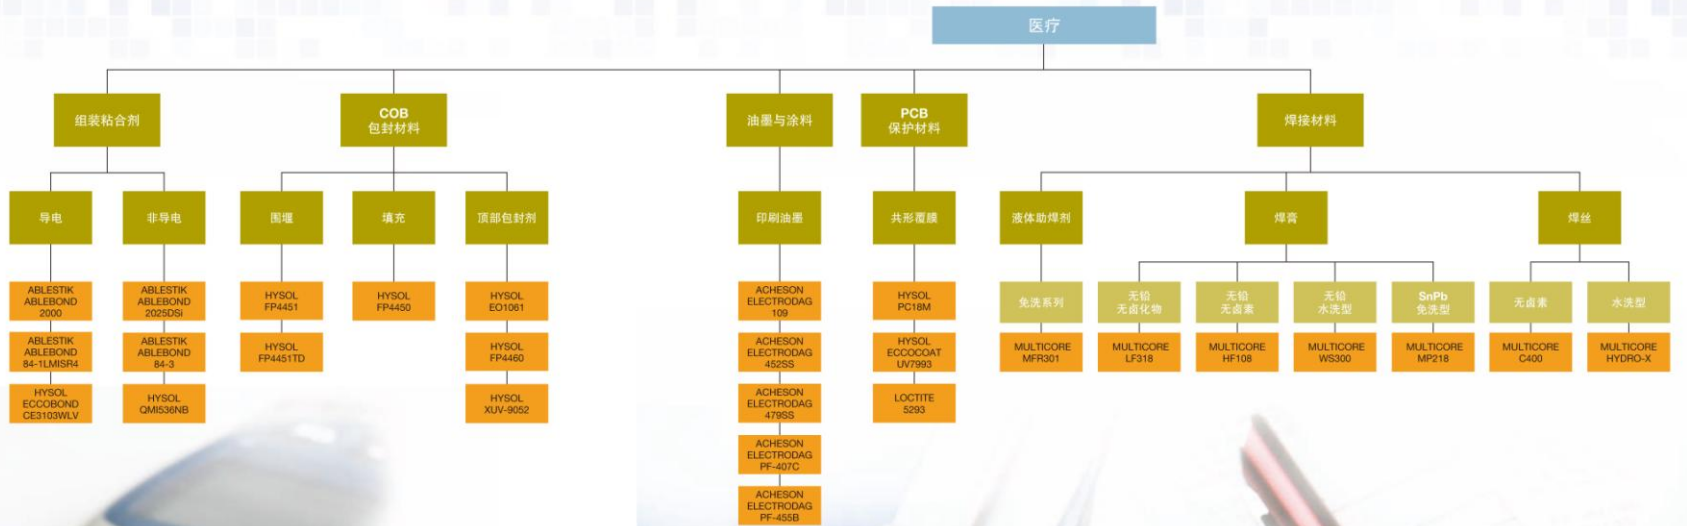 医疗
组装粘合剂
COB
包封材料
油墨与涂料
PCB
保护材料
焊接材料
导电
非导电
围堰
填充
顶部包封剂
印刷油墨
共形覆膜
液体助焊剂
焊膏
焊丝
ABLESTIK
ABLEBOND
2000
ABLESTIK
ABLEBOND
2025DSi
HYSOL
FP4451
HYSOL
FP4450
HYSOL
EO1061
ACHESON
ELECTRODAG
109
HYSOL
PC18M
免洗系列
无铅
无卤化物
无铅
无卤素
无铅
水洗型
SnPb
免洗型
无卤素
水洗型
ABLESTIK
ABLEBOND
84-1LMISR4
ABLESTIK
ABLEBOND
84-3
HYSOL
FP4451TD
HYSOL
FP4460
ACHESON
ELECTRODAG
452SS
HYSOL
ECCOCOAT
UV7993
MULTICORE
MFR301
MULTICORE
LF318
MULTICORE
HF108
MULTICORE
WS300
MULTICORE
MP218
MULTICORE
C400
MULTICORE
HYDRO-X
HYSOL
ECCOBOND
CE3103WLV
HYSOL
QMI536NB
HYSOL
XUV-9052
ACHESON
ELECTRODAG
479SS
LOCTITE
5293
ACHESON
ELECTRODAG
PF-407C
ACHESON
ELECTRODAG
PF-455B